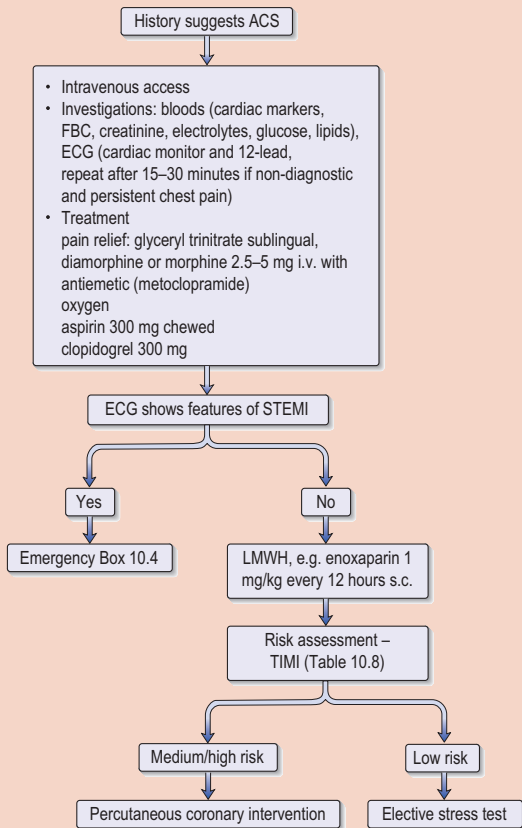 History suggests ACS
• Intravenous access
• Investigations: bloods (cardiac markers,
FBC, creatinine, electrolytes, glucose, lipids),
ECG (cardiac monitor and 12-lead,
repeat after 15–30 minutes if non-diagnostic
and persistent chest pain)
• Treatment
pain relief: glyceryl trinitrate sublingual,
diamorphine or morphine 2.5–5 mg i.v. with
antiemetic (metoclopramide)
oxygen
aspirin 300 mg chewed
clopidogrel 300 mg
ECG shows features of STEMI
Yes
No
Emergency Box 10.4
LMWH, e.g. enoxaparin 1
mg/kg every 12 hours s.c.
Risk assessment –
TIMI (Table 10.8)
Medium/high risk
Low risk
Percutaneous coronary intervention
Elective stress test